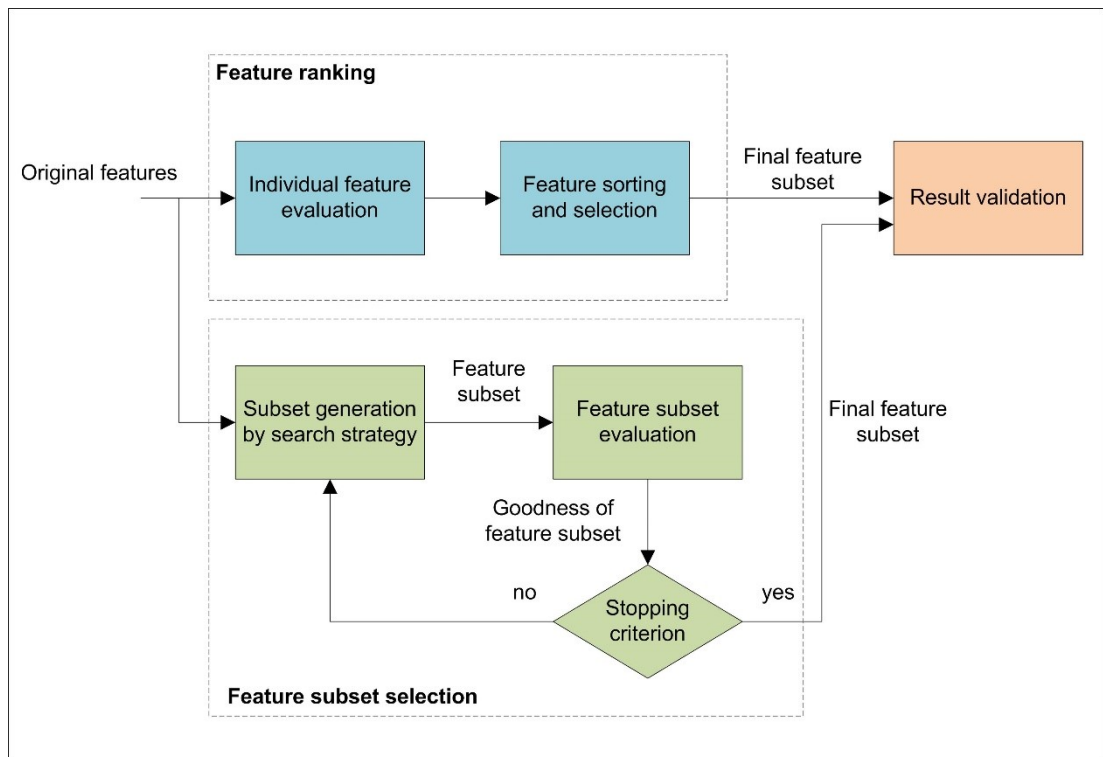 Feature ranking
Original features
Individual feature
evaluation
Feature sorting
and selection
Final feature
subset
Result validation
Subset generation
by search strategy
Feature
subset
Feature subset
evaluation
Final feature
subset
Goodness of
feature subset
no
Stopping
criterion
yes
Feature subset selection